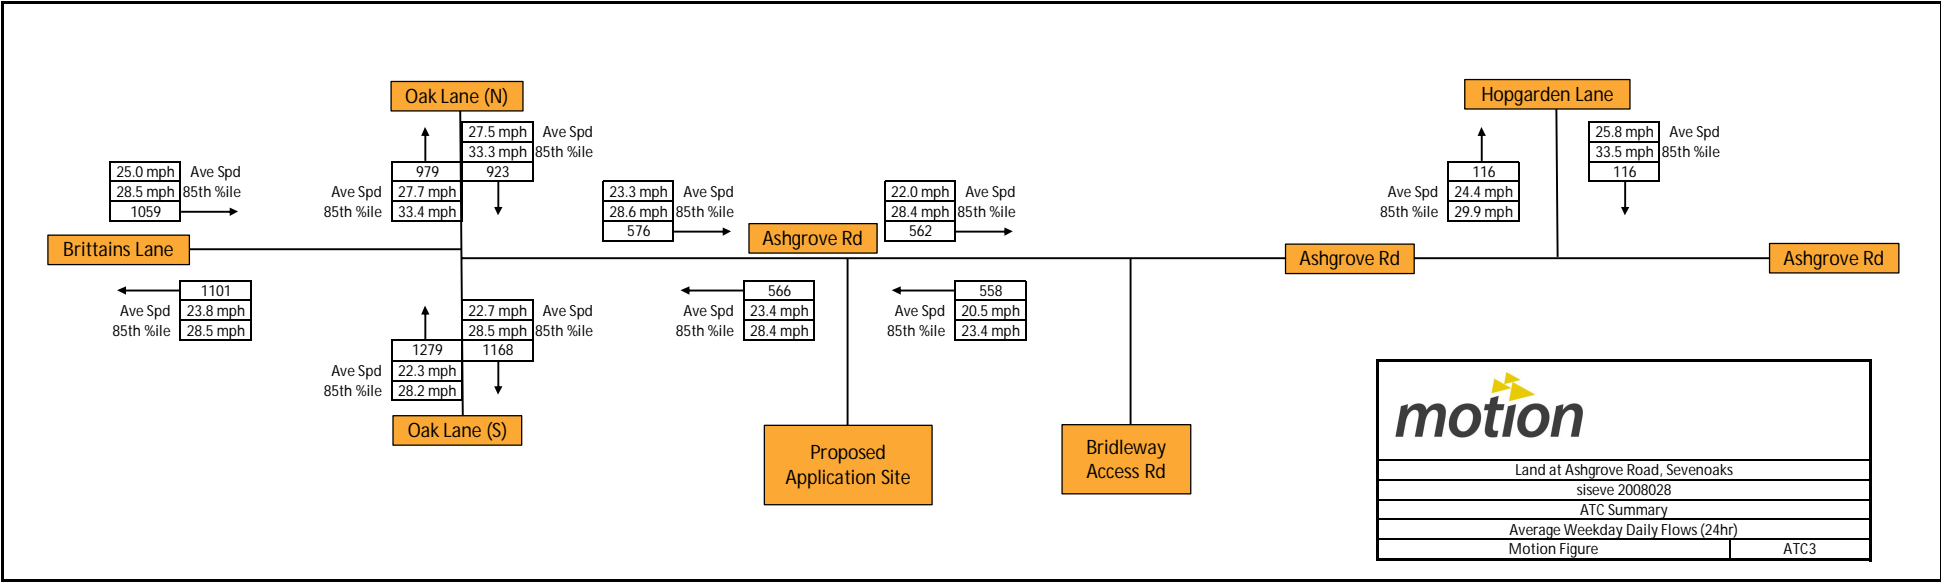 Oak Lane (N)
27.5 mph Ave Spd
33.3 mph 85th %ile
979 923
Ave Spd 27.7 mph
85th %ile 33.4 mph
25.0 mph Ave Spd
28.5 mph 85th %ile
1059
Brittains Lane
1101
Ave Spd 23.8 mph
85th %ile 28.5 mph
22.7 mph Ave Spd
28.5 mph 85th %ile
1279 1168
Ave Spd 22.3 mph
85th %ile 28.2 mph
Oak Lane (S)
23.3 mph Ave Spd
28.6 mph 85th %ile
576
Ashgrove Rd
22.0 mph Ave Spd
28.4 mph 85th %ile
562
566
Ave Spd 23.4 mph
85th %ile 28.4 mph
558
Ave Spd 20.5 mph
85th %ile 23.4 mph
Proposed
Application Site
Bridleway
Access Rd
Hopgarden Lane
25.8 mph Ave Spd
33.5 mph 85th %ile
116
116
Ave Spd 24.4 mph
85th %ile 29.9 mph
Ashgrove Rd
Ashgrove Rd
motion
Land at Ashgrove Road, Sevenoaks
siseve 2008028
ATC Summary
Average Weekday Daily Flows (24hr)
Motion Figure ATC3